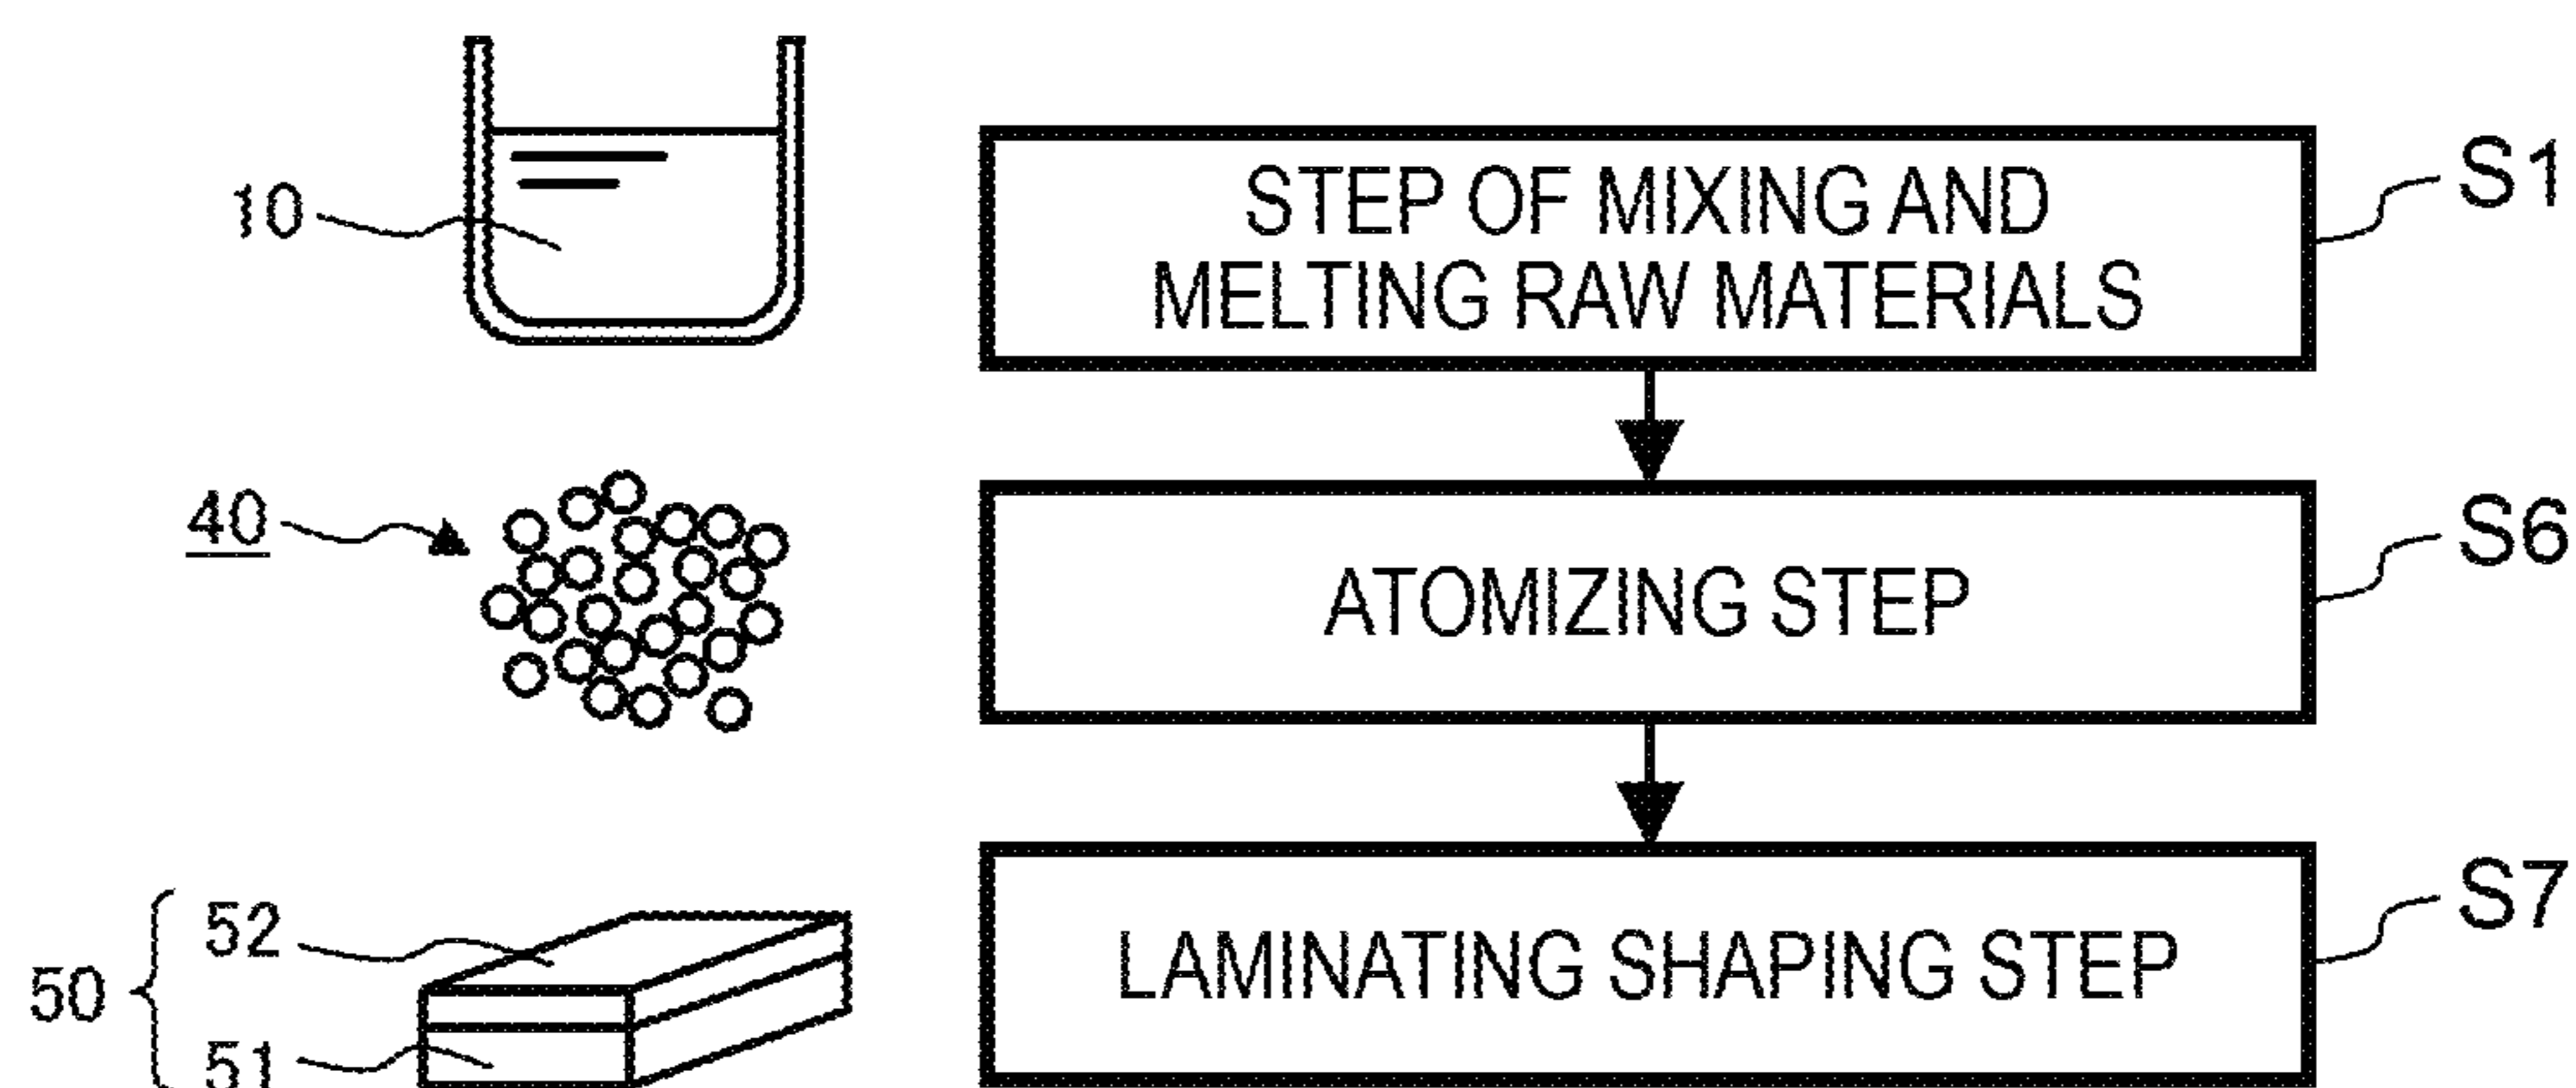 10
STEP OF MIXING AND
MELTING RAW MATERIALS
S1
40
ATOMIZING STEP
S6
50
52
51
LAMINATING SHAPING STEP
S7